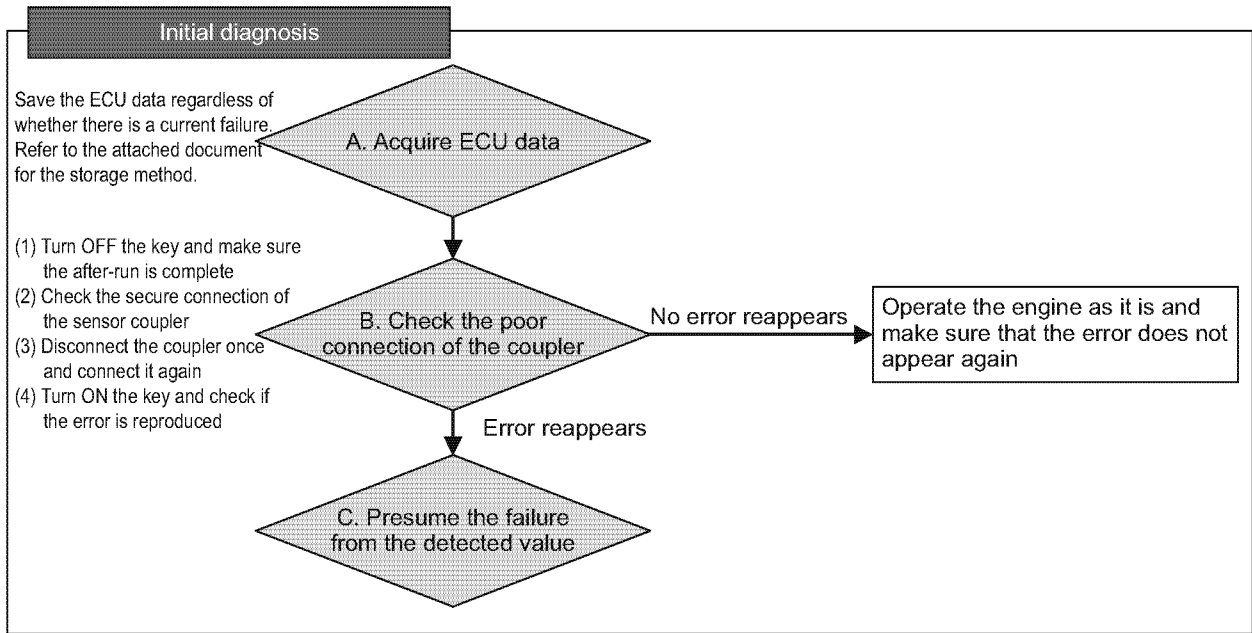 Initial diagnosis
Save the ECU data regardless of
whether there is a current failure.
Refer to the attached document
for the storage method.
A. Acquire ECU data
(1) Turn OFF the key and make sure
the after-run is complete
(2) Check the secure connection of
the sensor coupler
(3) Disconnect the coupler once
and connect it again
(4) Turn ON the key and check if
the error is reproduced
B. Check the poor
connection of the coupler
No error reappears
Operate the engine as it is and
make sure that the error does not
appear again
Error reappears
C. Presume the failure
from the detected value